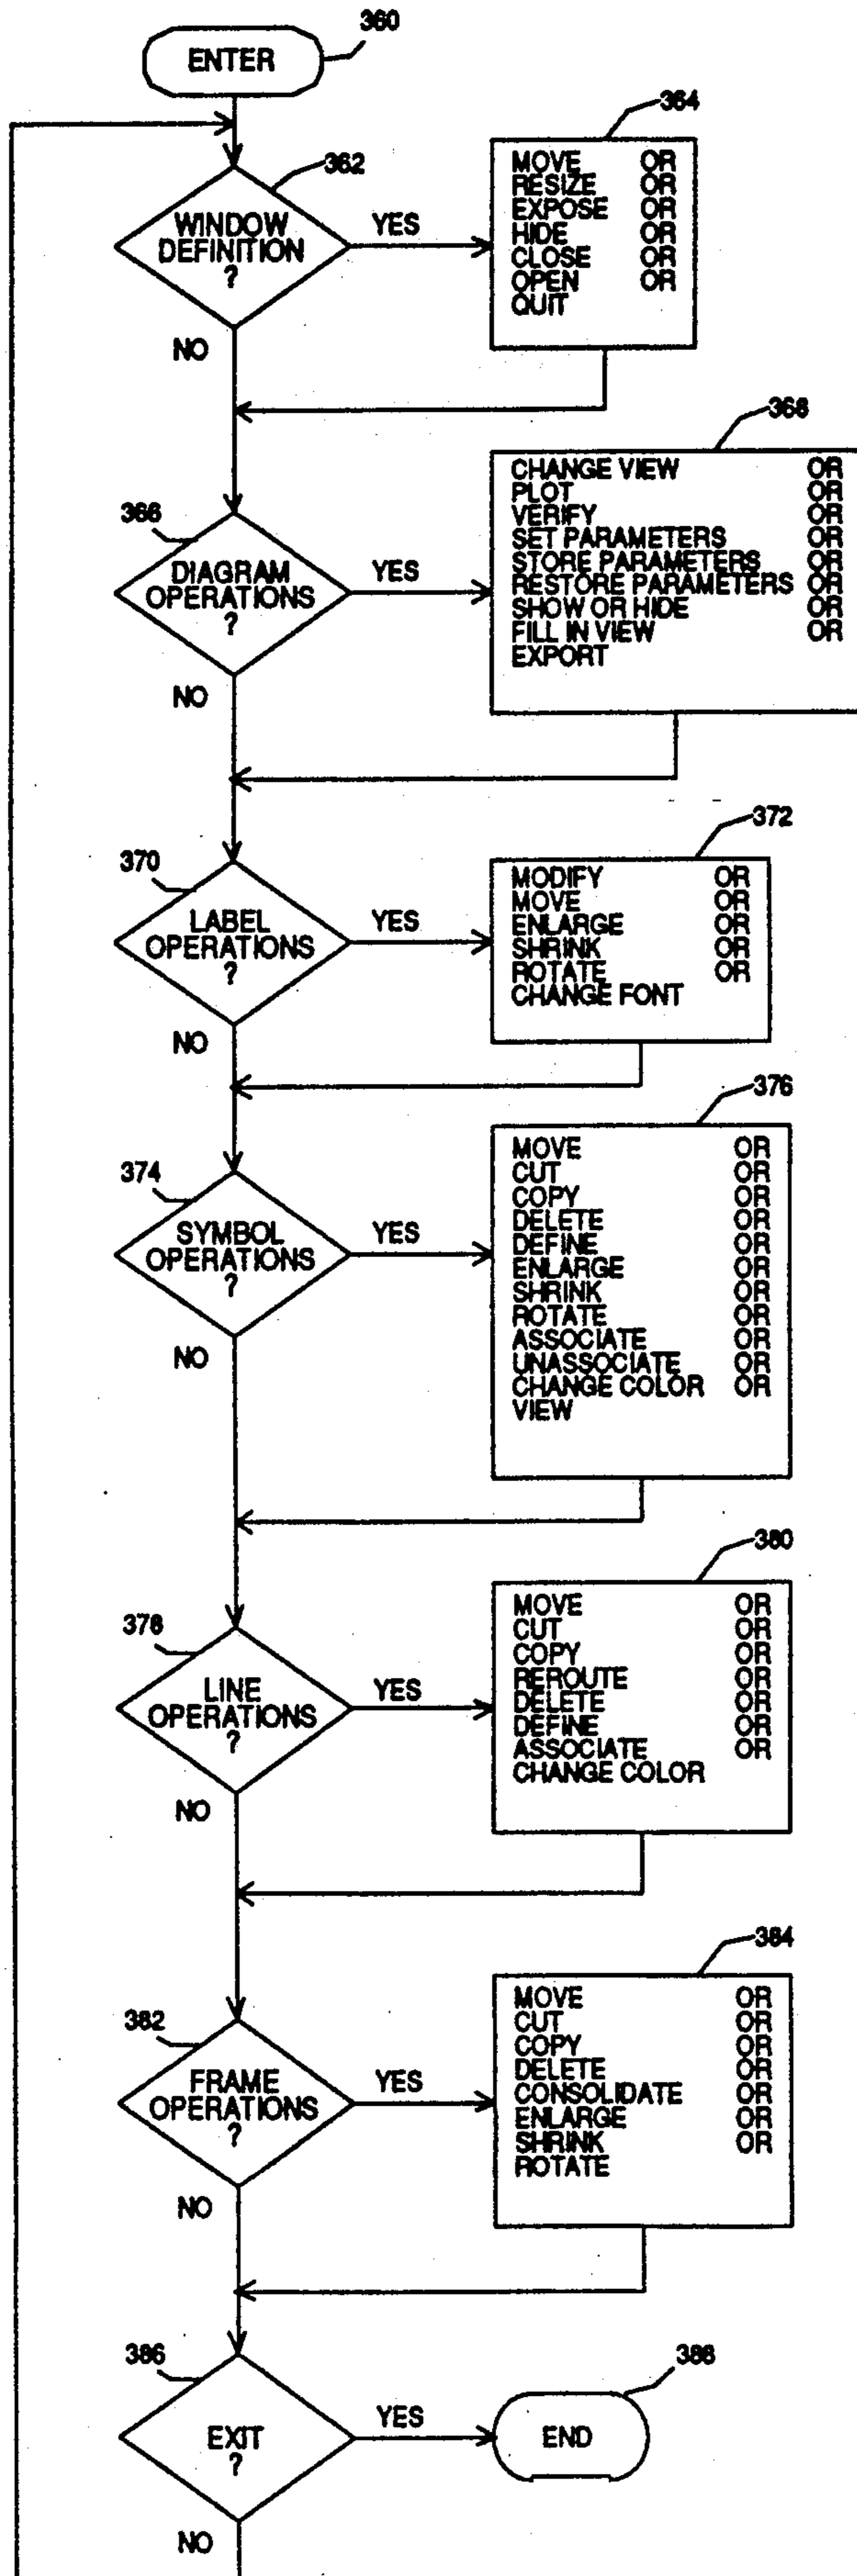 360
ENTER
362
WINDOW
DEFINITION
?
YES
NO
364
MOVE OR
RESIZE OR
EXPOSE OR
HIDE OR
CLOSE OR
OPEN OR
QUIT
366
DIAGRAM
OPERATIONS
?
YES
NO
368
CHANGE VIEW OR
PLOT OR
VERIFY OR
SET PARAMETERS OR
STORE PARAMETERS OR
RESTORE PARAMETERS OR
SHOW OR HIDE OR
FILL IN VIEW OR
EXPORT
370
LABEL
OPERATIONS
?
YES
NO
372
MODIFY OR
MOVE OR
ENLARGE OR
SHRINK OR
ROTATE OR
CHANGE FONT
374
SYMBOL
OPERATIONS
?
YES
NO
376
MOVE OR
CUT OR
COPY OR
DELETE OR
DEFINE OR
ENLARGE OR
SHRINK OR
ROTATE OR
ASSOCIATE OR
UNASSOCIATE OR
CHANGE COLOR OR
VIEW
378
LINE
OPERATIONS
?
YES
NO
380
MOVE OR
CUT OR
COPY OR
REROUTE OR
DELETE OR
DEFINE OR
ASSOCIATE OR
CHANGE COLOR
382
FRAME
OPERATIONS
?
YES
NO
384
MOVE OR
CUT OR
COPY OR
DELETE OR
CONSOLIDATE OR
ENLARGE OR
SHRINK OR
ROTATE
386
EXIT
?
YES
NO
388
END